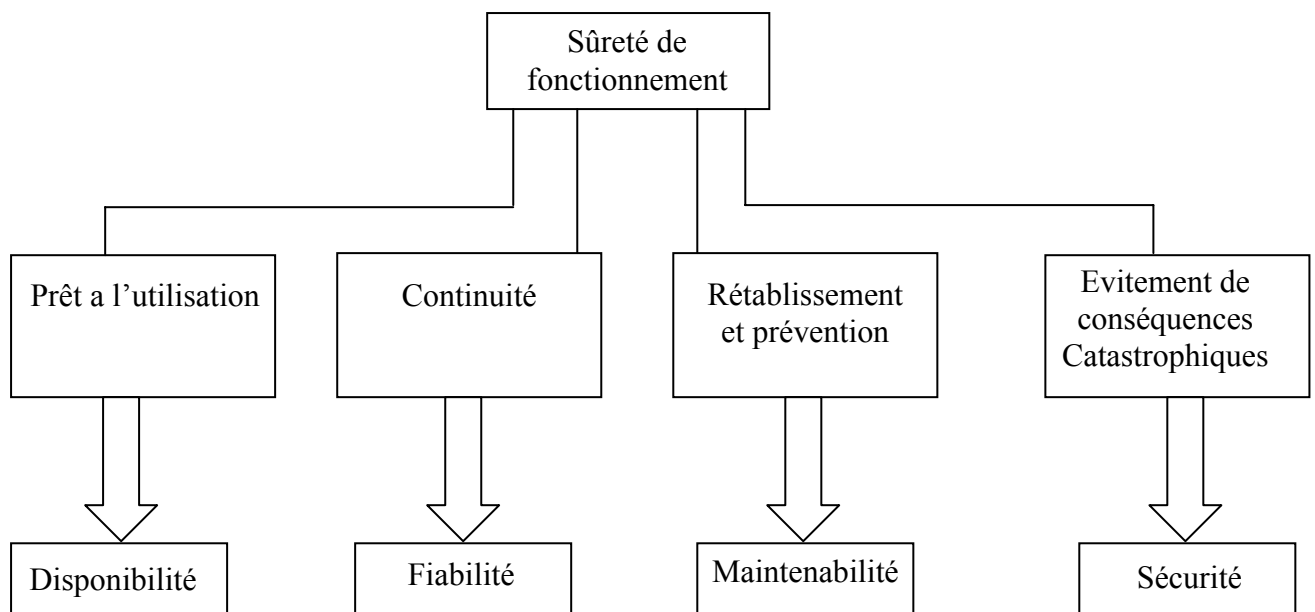 Sûreté de
fonctionnement
Prêt a l’utilisation
Continuité
Rétablissement
et prévention
Evitement de
conséquences
Catastrophiques
Disponibilité
Fiabilité
Maintenabilité
Sécurité